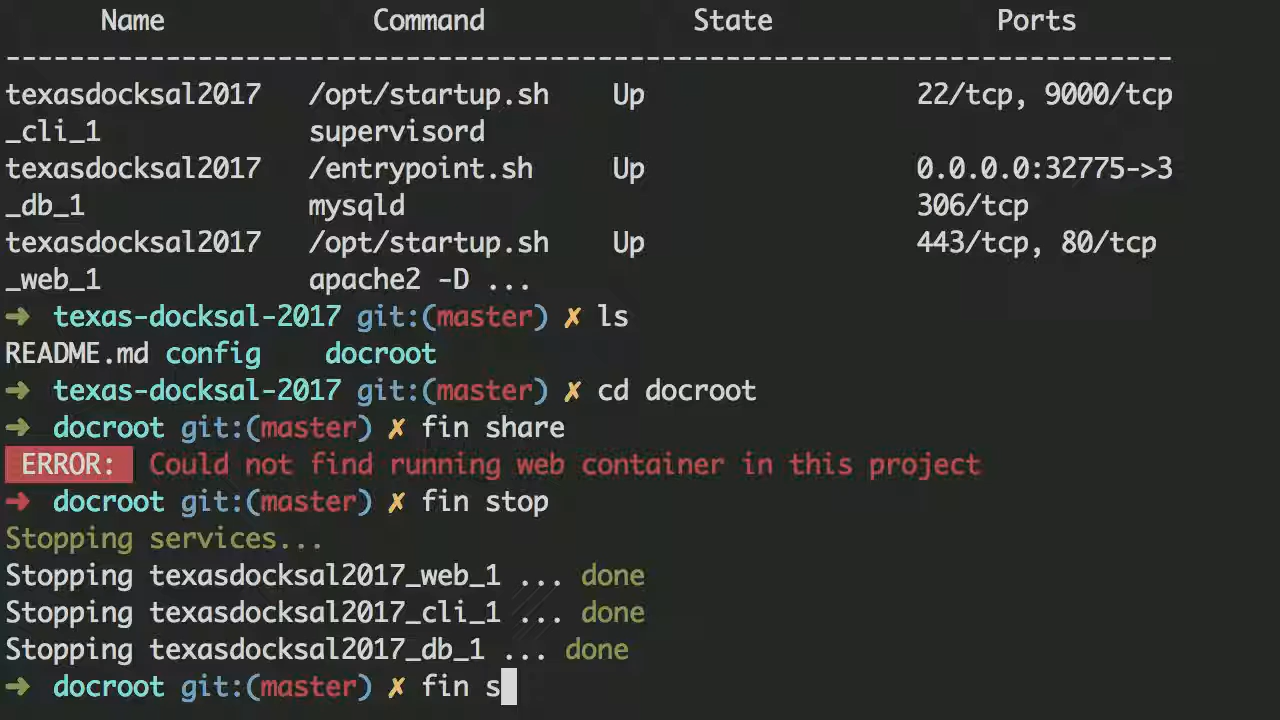 Name Command State Ports
--------------------------------------------------------------------------
texasdocksal2017 /opt/startup.sh Up 22/tcp, 9000/tcp
_cli_1 supervisord
texasdocksal2017 /entrypoint.sh Up 0.0.0.0:32775->3
_db_1 mysqld 306/tcp
texasdocksal2017 /opt/startup.sh Up 443/tcp, 80/tcp
_web_1 apache2 -D ...
➜ texas-docksal-2017 git:(master) ✗ ls
README.md config docroot
➜ texas-docksal-2017 git:(master) ✗ cd docroot
➜ docroot git:(master) ✗ fin share
ERROR: Could not find running web container in this project
➜ docroot git:(master) ✗ fin stop
Stopping services...
Stopping texasdocksal2017_web_1 ... done
Stopping texasdocksal2017_cli_1 ... done
Stopping texasdocksal2017_db_1 ... done
➜ docroot git:(master) ✗ fin s